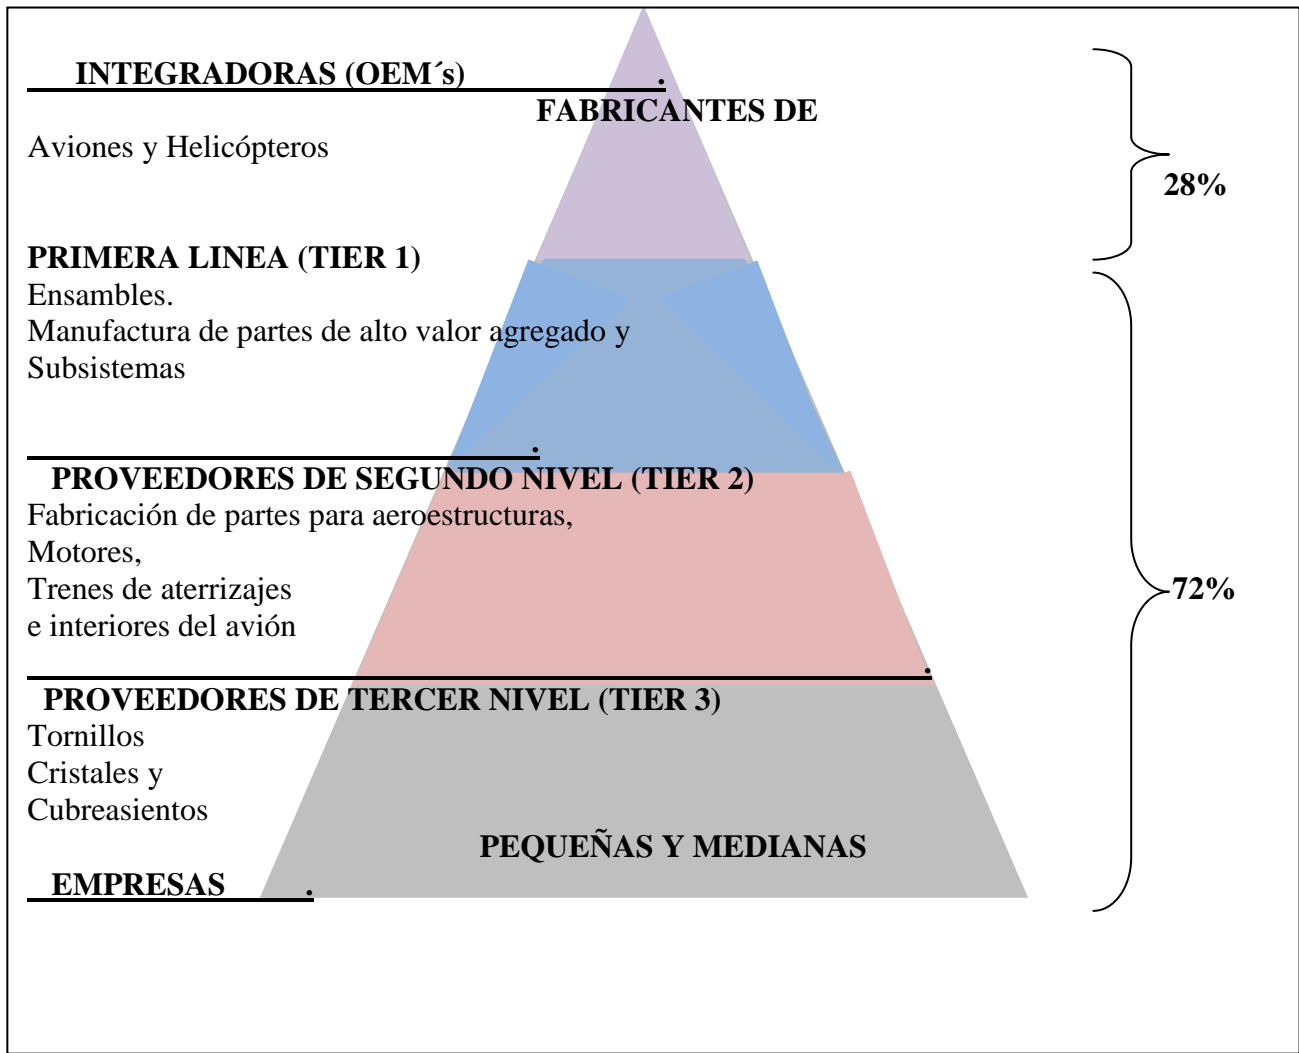 INTEGRADORAS (OEM´s) .
FABRICANTES DE
Aviones y Helicópteros
28%
PRIMERA LINEA (TIER 1)
Ensambles.
Manufactura de partes de alto valor agregado y
Subsistemas
.
PROVEEDORES DE SEGUNDO NIVEL (TIER 2)
Fabricación de partes para aeroestructuras,
Motores,
Trenes de aterrizajes
72%
e interiores del avión
.
PROVEEDORES DE TERCER NIVEL (TIER 3)
Tornillos
Cristales y
Cubreasientos
PEQUEÑAS Y MEDIANAS
EMPRESAS .